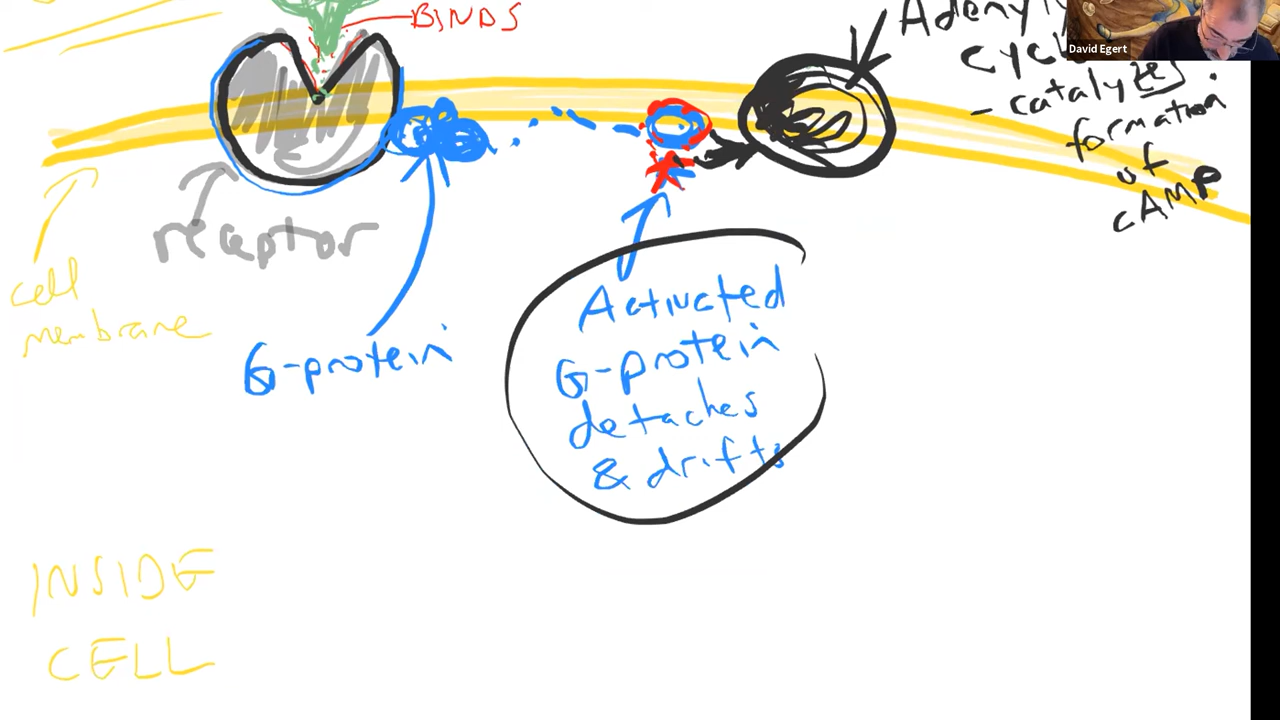 BINDS
David Egert
cell
membrane
receptor
G-protein
Activated
G-protein
detaches
& drifts
- catalyzes
formation
of
cAMP
INSIDE
CELL